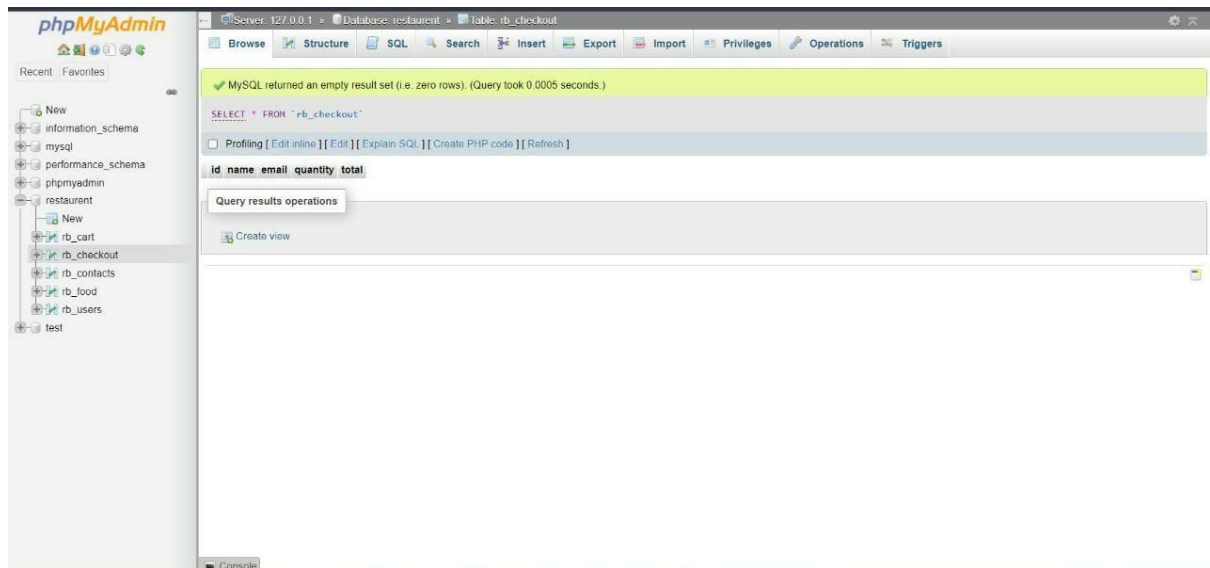 phpMyAdmin
Recent Favorites
New
information_schema
mysql
performance_schema
phpmyadmin
restaurent
New
rb_cart
rb_checkout
rb_contacts
rb_food
rb_users
test
Server: 127.0.0.1 » Database: restaurent » Table: rb_checkout
Browse Structure SQL Search Insert Export Import Privileges Operations Triggers
MySQL returned an empty result set (i.e. zero rows). (Query took 0.0005 seconds.)
SELECT * FROM `rb_checkout`
Profiling [ Edit inline ] [ Edit ] [ Explain SQL ] [ Create PHP code ] [ Refresh ]
id name email quantity total
Query results operations
Create view
Console